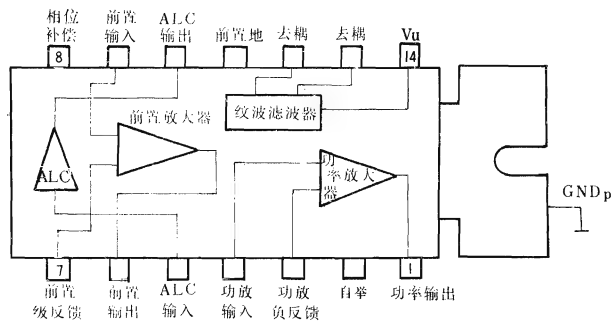 相位
补偿
前置
输入
ALC
输出
前置地
去耦
去耦
Vu
8
14
前置放大器
纹波滤波器
ALC
功
率放大
器
GNDp
7
1
前置
级反馈
前置
输出
ALC
输入
功放
输入
功放
负反馈
自举
功率输出